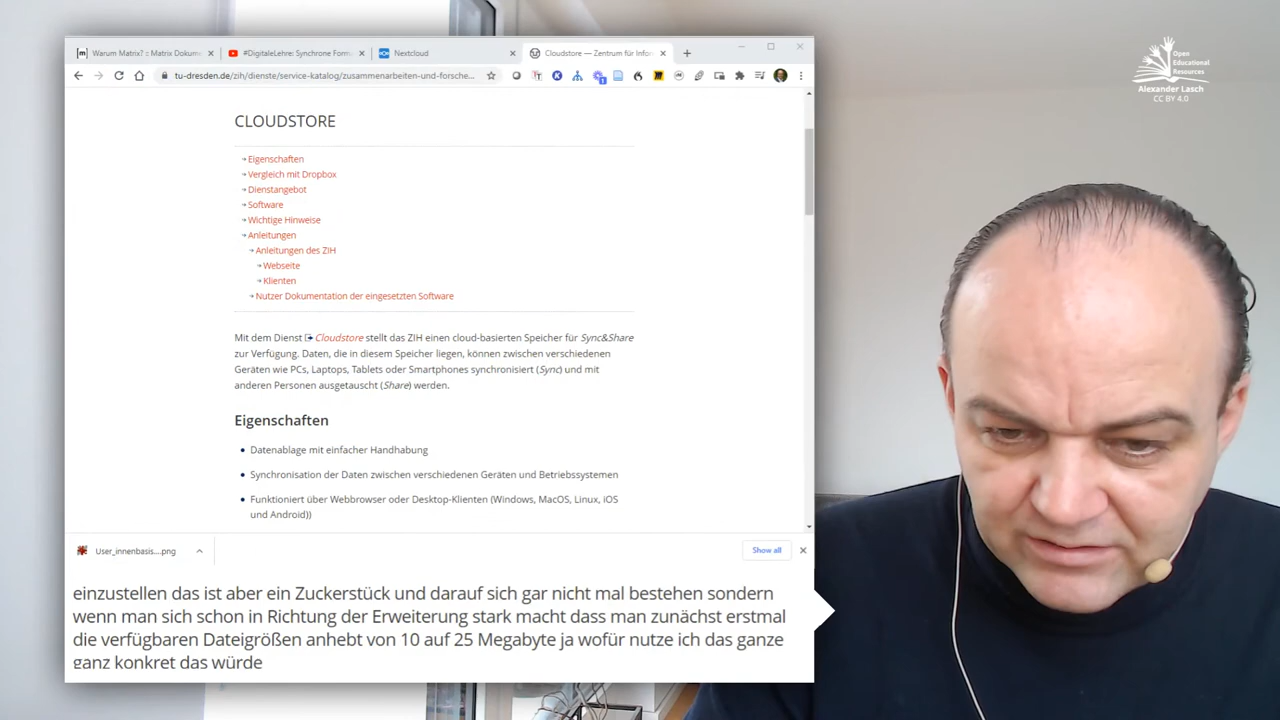 Warum Matrix? :: Matrix Dokum
#DigitaleLehre: Synchrone Form
Nextcloud
Cloudstore — Zentrum für Infor
tu-dresden.de/zih/dienste/service-katalog/zusammenarbeiten-und-forsche...
Open
Educational
Resources
Alexander Lasch
CC BY 4.0
CLOUDSTORE
Eigenschaften
Vergleich mit Dropbox
Dienstangebot
Software
Wichtige Hinweise
Anleitungen
Anleitungen des ZIH
Webseite
Klienten
Nutzer Dokumentation der eingesetzten Software
Mit dem Dienst Cloudstore stellt das ZIH einen cloud-basierten Speicher für Sync&Share
zur Verfügung. Daten, die in diesem Speicher liegen, können zwischen verschiedenen
Geräten wie PCs, Laptops, Tablets oder Smartphones synchronisiert (Sync) und mit
anderen Personen ausgetauscht (Share) werden.
Eigenschaften
Datenablage mit einfacher Handhabung
Synchronisation der Daten zwischen verschiedenen Geräten und Betriebssystemen
Funktioniert über Webbrowser oder Desktop-Klienten (Windows, MacOS, Linux, iOS
und Android))
User_innenbasis....png
Show all
einzustellen das ist aber ein Zuckerstück und darauf sich gar nicht mal bestehen sondern
wenn man sich schon in Richtung der Erweiterung stark macht dass man zunächst erstmal
die verfügbaren Dateigrößen anhebt von 10 auf 25 Megabyte ja wofür nutze ich das ganze
ganz konkret das würde